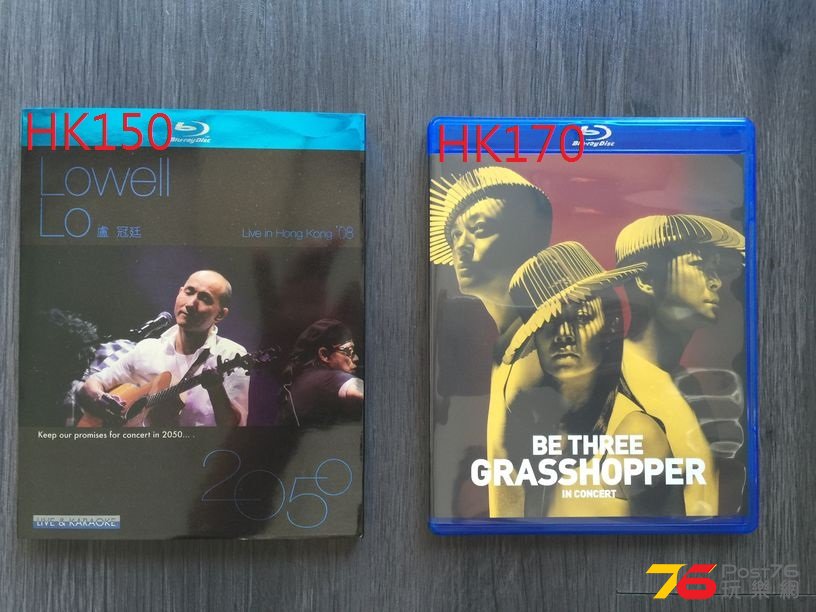 HK150
Blu-ray Disc
Lowell
Lo 盧 冠廷
Live in Hong Kong '08
Keep our promises for concert in 2050... .
2050
LIVE & KARAOKE
HK170
Blu-ray Disc
BE THREE
GRASSHOPPER
IN CONCERT
76 Post76
玩樂網